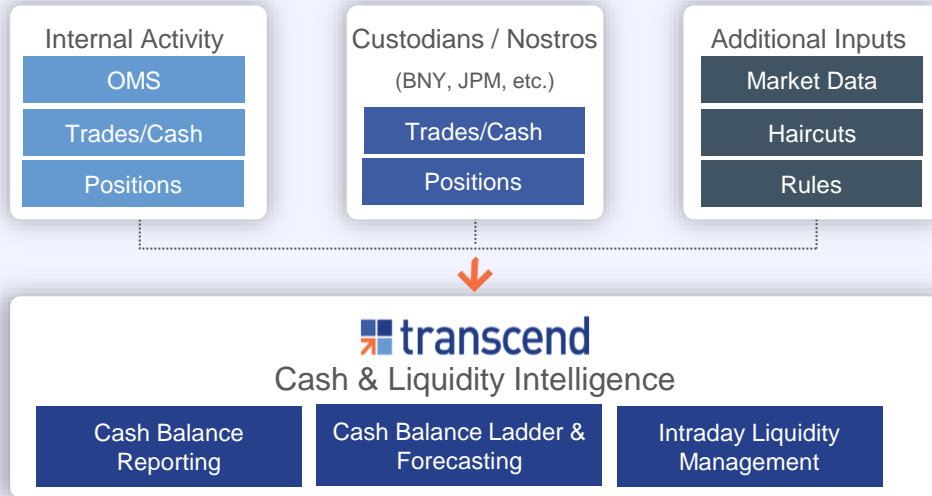 Internal Activity
OMS
Trades/Cash
Positions
Custodians / Nostros
(BNY, JPM, etc.)
Trades/Cash
Positions
Additional Inputs
Market Data
Haircuts
Rules
transcend
Cash & Liquidity Intelligence
Cash Balance
Reporting
Cash Balance Ladder &
Forecasting
Intraday Liquidity
Management